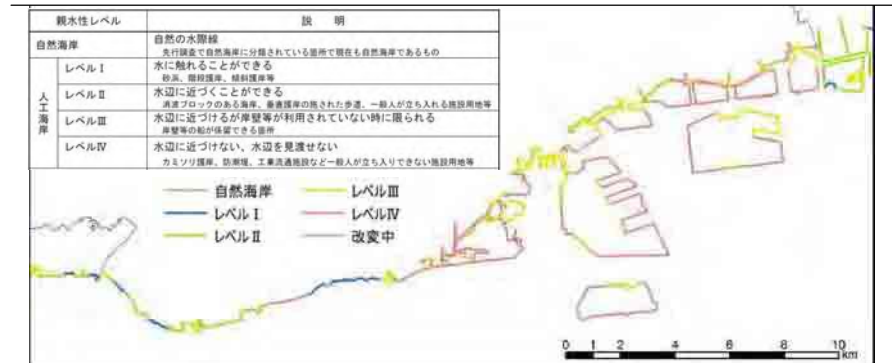 親水性レベル 説 明
自然海岸 自然の水際線
先行調査で自然海岸に分類されている箇所で現在も自然海岸であるもの
人工海岸
レベルⅠ 水に触れることができる
砂浜、階段護岸、傾斜護岸等
レベルⅡ 水辺に近づくことができる
消波ブロックのある海岸、垂直護岸の施された歩道、一般人が立ち入れる施設用地等
レベルⅢ 水辺に近づけるが岸壁等が利用されていない時に限られる
岸壁等の船が係留できる箇所
レベルⅣ 水辺に近づけない、水辺を見渡せない
カミソリ護岸、防潮堤、工業流通施設など一般人が立ち入りできない施設用地等
自然海岸 レベルⅢ
レベルⅠ レベルⅣ
レベルⅡ 改変中
0 1 2 4 6 8 10
km